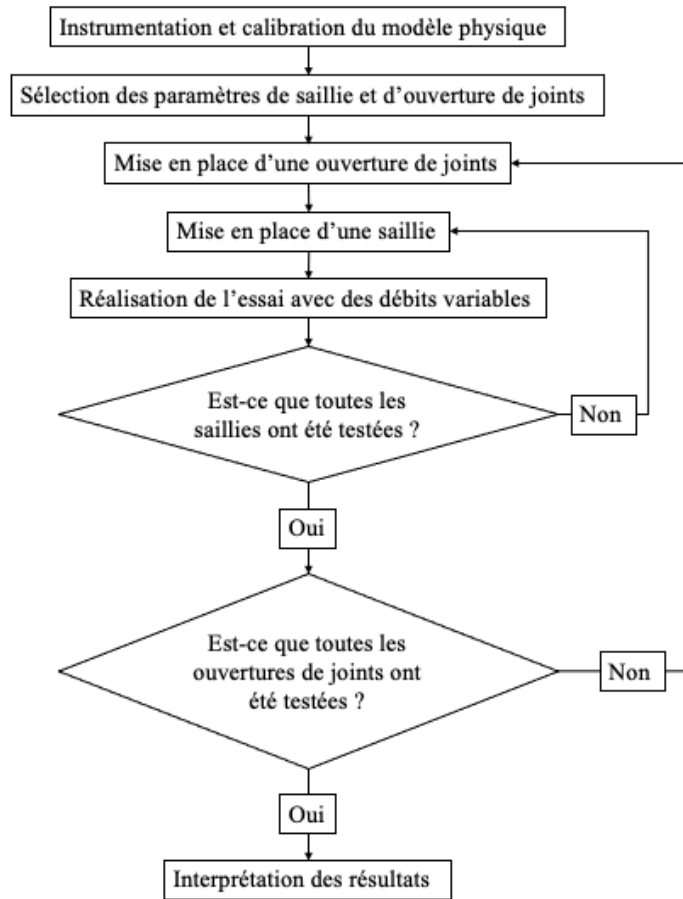 Instrumentation et calibration du modèle physique
Sélection des paramètres de saillie et d’ouverture de joints
Mise en place d’une ouverture de joints
Mise en place d’une saillie
Réalisation de l’essai avec des débits variables
Est-ce que toutes les
saillies ont été testées ?
Non
Oui
Est-ce que toutes les
ouvertures de joints ont
été testées ?
Non
Oui
Interprétation des résultats